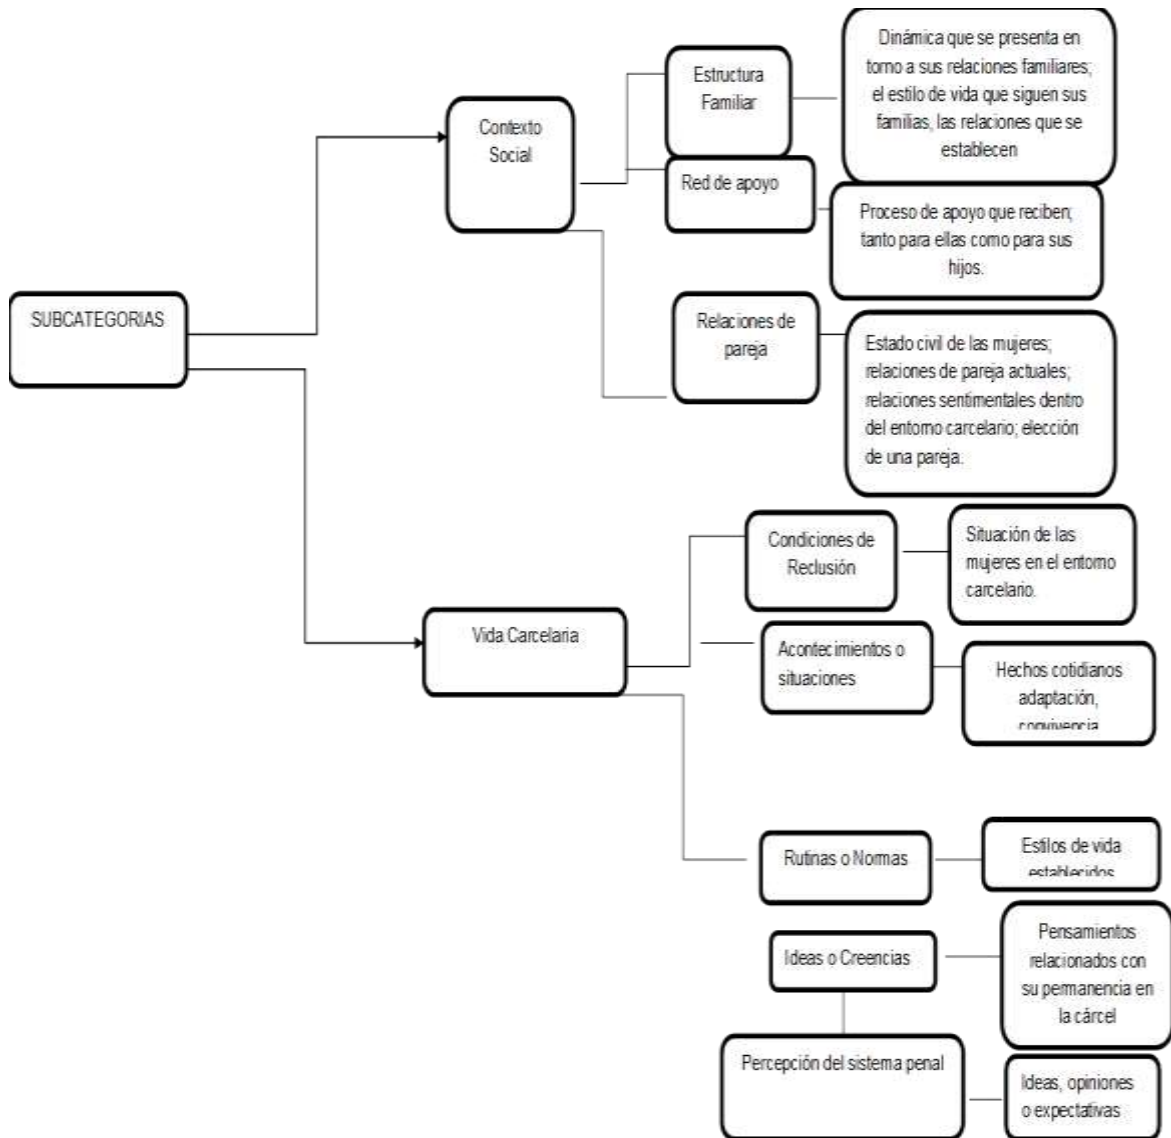 SUBCATEGORIAS
Contexto
Social
Estructura
Familiar
Dinámica que se presenta en
torno a sus relaciones familiares;
el estilo de vida que siguen sus
familias, las relaciones que se
establecen
Red de apoyo
Proceso de apoyo que reciben;
tanto para ellas como para sus
hijos.
Relaciones de
pareja
Estado civil de las mujeres;
relaciones de pareja actuales;
relaciones sentimentales dentro
del entorno carcelario; elección
de una pareja.
Vida Carcelaria
Condiciones de
Reclusión
Situación de las
mujeres en el entorno
carcelario.
Acontecimientos o
situaciones
Hechos cotidianos
adaptación,
convivencia
Rutinas o Normas
Estilos de vida
establecidos
Ideas o Creencias
Pensamientos
relacionados con
su permanencia en
la cárcel
Percepción del sistema penal
Ideas, opiniones
o expectativas